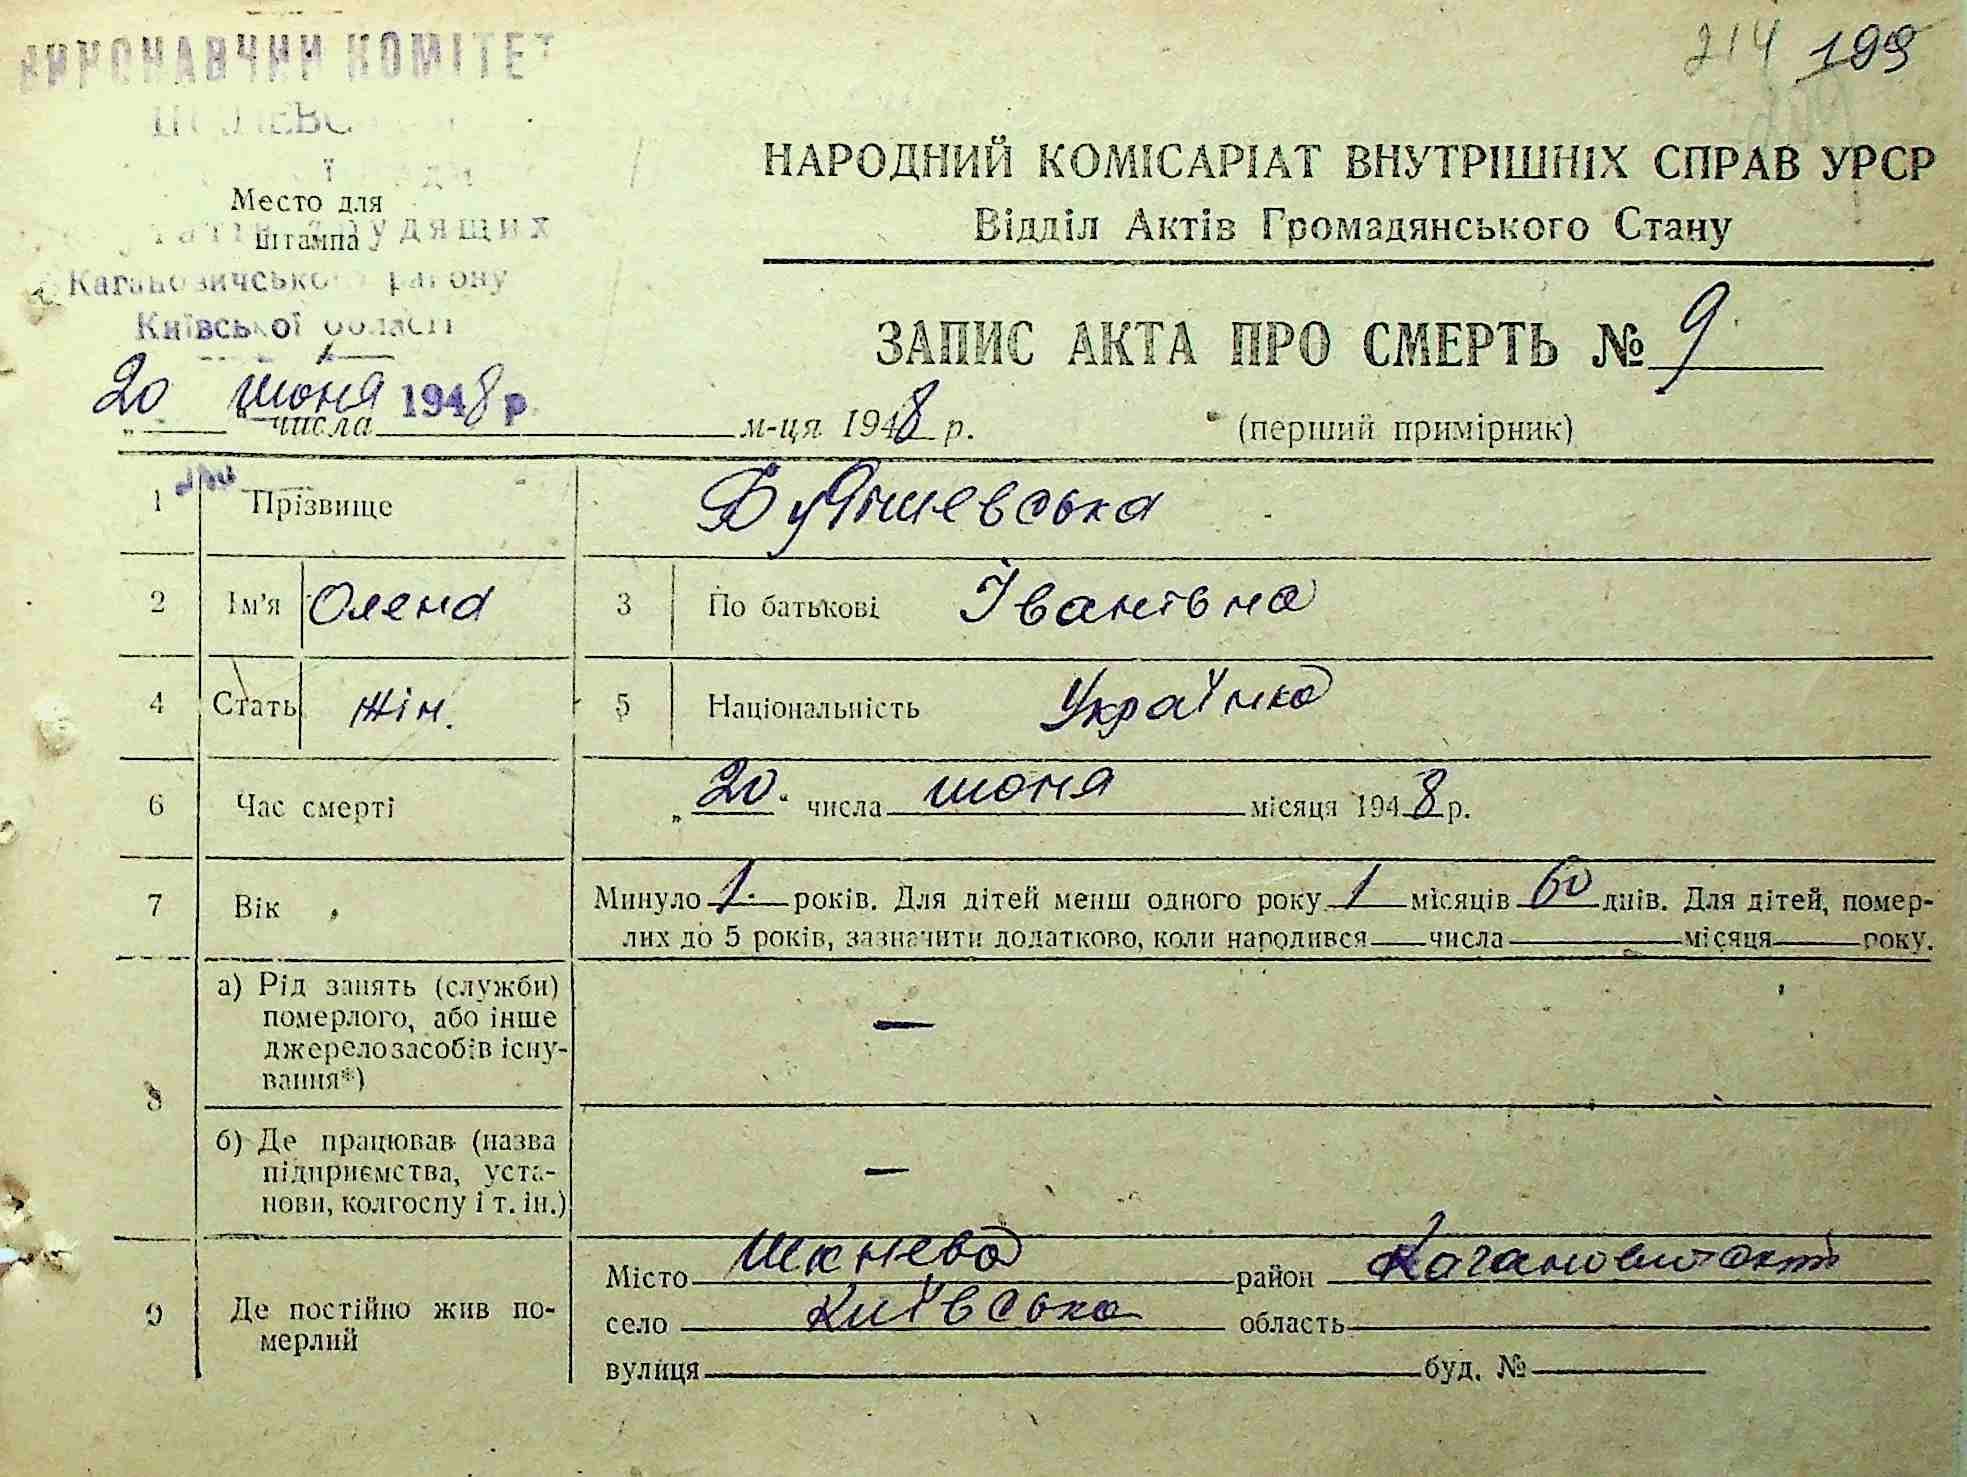 214 199
ВИКОНАВЧИЙ КОМІТЕТ
Место для
штампа
трудящих
Кагановичського району
Київської області
НАРОДНИЙ КОМІСАРІАТ ВНУТРІШНІХ СПРАВ УРСР
Відділ Актів Громадянського Стану
ЗАПИС АКТА ПРО СМЕРТЬ № 9
20 июня 1948 р.
„ числа м-ця 1948 р. (перший примірник)
1 Прізвище
2 Ім'я Олена 3 По батькові Іванівна
4 Стать жін. 5 Національність Українка
6 Час смерті „ 20. числа июня місяця 1948 р.
7 Вік Минуло 1. років. Для дітей менш одного року 1 місяців 60 днів. Для дітей, помер-
лих до 5 років, зазначити додатково, коли народився числа місяця року.
8 а) Рід занять (служби)
померлого, або інше
джерело засобів існу-
вання*)
—
б) Де працював (назва
підприємства, уста-
нови, колгоспу і т. ін.)
—
9 Де постійно жив по-
мерлий
Місто Шкнева район
село Київська область
вулиця буд. №